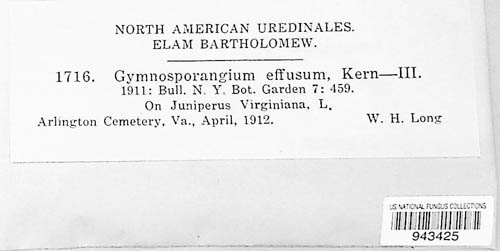 NORTH AMERICAN UREDINALES.
ELAM BARTHOLOMEW.
1716. Gymnosporangium effusum, Kern—III.
1911: Bull. N. Y. Bot. Garden 7: 459.
On Juniperus Virginiana, L.
Arlington Cemetery, Va., April, 1912. W. H. Long
US NATIONAL FUNGUS COLLECTIONS
943425